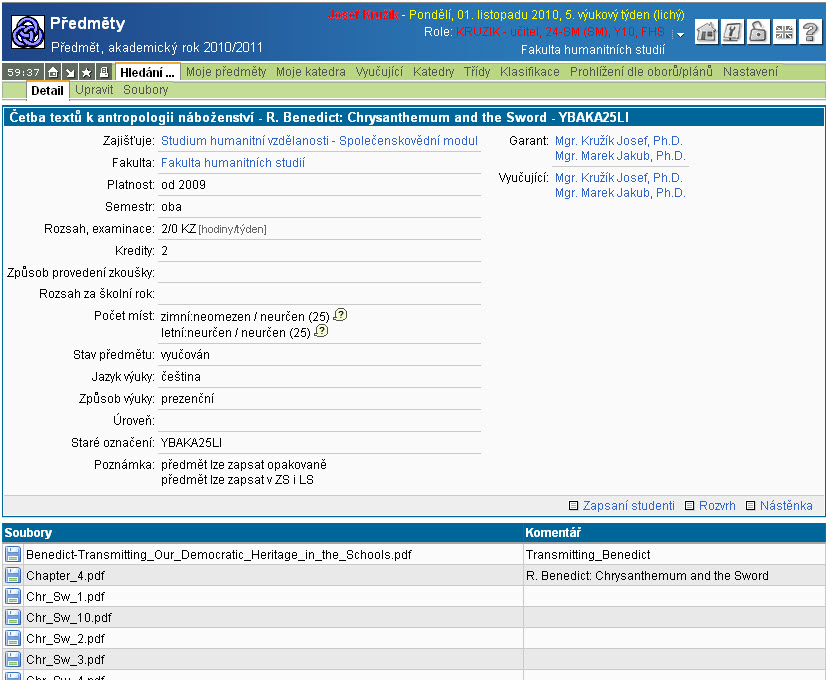 Předměty
Předmět, akademický rok 2010/2011
Josef Kružík - Pondělí, 01. listopadu 2010, 5. výukový týden (lichý)
Role: KRUZIK - učitel, 24-SM (SM), Y10, FHS
Fakulta humanitních studií
59:37 Hledání ... Moje předměty Moje katedra Vyučující Katedry Třídy Klasifikace Prohlížení dle oborů/plánů Nastavení
Detail Upravit Soubory
Četba textů k antropologii náboženství - R. Benedict: Chrysanthemum and the Sword - YBAKA25LI
Zajišťuje: Studium humanitní vzdělanosti - Společenskovědní modul
Fakulta: Fakulta humanitních studií
Platnost: od 2009
Semestr: oba
Rozsah, examinace: 2/0 KZ [hodiny/týden]
Kredity: 2
Způsob provedení zkoušky:
Rozsah za školní rok:
Počet míst: zimní:neomezen / neurčen (25) ?
letní:neurčen / neurčen (25) ?
Stav předmětu: vyučován
Jazyk výuky: čeština
Způsob výuky: prezenční
Úroveň:
Staré označení: YBAKA25LI
Poznámka: předmět lze zapsat opakovaně
předmět lze zapsat v ZS i LS
Garant: Mgr. Kružík Josef, Ph.D.
Mgr. Marek Jakub, Ph.D.
Vyučující: Mgr. Kružík Josef, Ph.D.
Mgr. Marek Jakub, Ph.D.
Zapsaní studenti Rozvrh Nástěnka
Soubory Komentář
Benedict-Transmitting_Our_Democratic_Heritage_in_the_Schools.pdf Transmitting_Benedict
Chapter_4.pdf R. Benedict: Chrysanthemum and the Sword
Chr_Sw_1.pdf
Chr_Sw_10.pdf
Chr_Sw_2.pdf
Chr_Sw_3.pdf
Chr_Sw_4.pdf